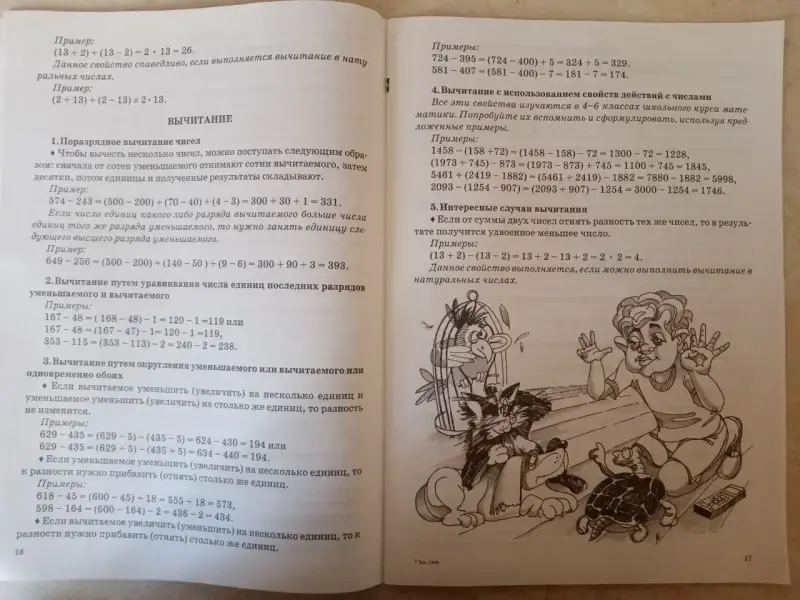 Пример:
(13 + 2) + (13 – 2) = 2 · 13 = 26.
Данное свойство спаведливо, если выполняется вычитание в нату-
ральных числах.
Пример:
(2 + 13) + (2 – 13) ≠ 2 · 13.
ВЫЧИТАНИЕ
1. Поразрядное вычитание чисел
♦ Чтобы вычесть несколько чисел, можно поступать следующим обра-
зом: сначала от сотен уменьшаемого отнимают сотни вычитаемого, затем
десятки, потом единицы и полученные результаты складывают.
Пример:
574 – 243 = (500 – 200) + (70 – 40) + (4 – 3) = 300 + 30 + 1 = 331.
Если число единиц какого-либо разряда вычитаемого больше числа
единиц того же разряда уменьшаемого, то нужно занять единицу сле-
дующего высшего разряда уменьшаемого.
Пример:
649 – 256 = (500 – 200) + (140 – 50 ) + (9 – 6) = 300 + 90 + 3 = 393.
2. Вычитание путем уравнивания числа единиц последних разрядов
уменьшаемого и вычитаемого
Примеры:
167 – 48 = ( 168 – 48) – 1 = 120 – 1 =119 или
167 – 48 = (167 – 47) – 1= 120 – 1 =119,
353 – 115 = (353 – 113) – 2 = 240 – 2 = 238.
3. Вычитание путем округления уменьшаемого или вычитаемого или
одновременно обоих
♦ Если вычитаемое уменьшить (увеличить) на несколько единиц и
уменьшаемое уменьшить (увеличить) на столько же единиц, то разность
не изменится.
Примеры:
629 – 435 = (629 – 5) – (435 – 5) = 624 – 430 = 194 или
629 – 435 = (629 + 5) – (435 + 5) = 634 – 440 = 194.
♦ Если уменьшаемое уменьшить (увеличить) на несколько единиц, то
к разности нужно прибавить (отнять) столько же единиц.
Примеры:
618 – 45 = (600 – 45) + 18 = 555 + 18 = 573,
598 – 164 = (600 – 164) – 2 = 436 – 2 = 434.
♦ Если вычитаемое увеличить (уменьшить) на несколько единиц, то к
разности нужно прибавить (отнять) столько же единиц.
16
Примеры:
724 – 395 = (724 – 400) + 5 = 324 + 5 = 329.
581 – 407 = (581 – 400) – 7 = 181 – 7 = 174.
4. Вычитание с использованием свойств действий с числами
Все эти свойства изучаются в 4–6 классах школьного курса мате-
матики. Попробуйте их вспомнить и сформулировать, используя пред-
ложенные примеры.
Примеры:
1458 – (158 +72) = (1458 – 158) – 72 = 1300 – 72 = 1228,
(1973 + 745) – 873 = (1973 – 873) + 745 = 1100 + 745 = 1845,
5461 + (2419 – 1882) = (5461 + 2419) – 1882 = 7880 – 1882 = 5998,
2093 – (1254 – 907) = (2093 + 907) – 1254 = 3000 – 1254 = 1746.
5. Интересные случаи вычитания
♦ Если от суммы двух чисел отнять разность тех же чисел, то в резуль-
тате получится удвоенное меньшее число.
Примеры:
(13 + 2) – (13 – 2) = 13 + 2 – 13 + 2 = 2 · 2 = 4.
Данное свойство выполняется, если можно выполнить вычитание в
натуральных числах.
17